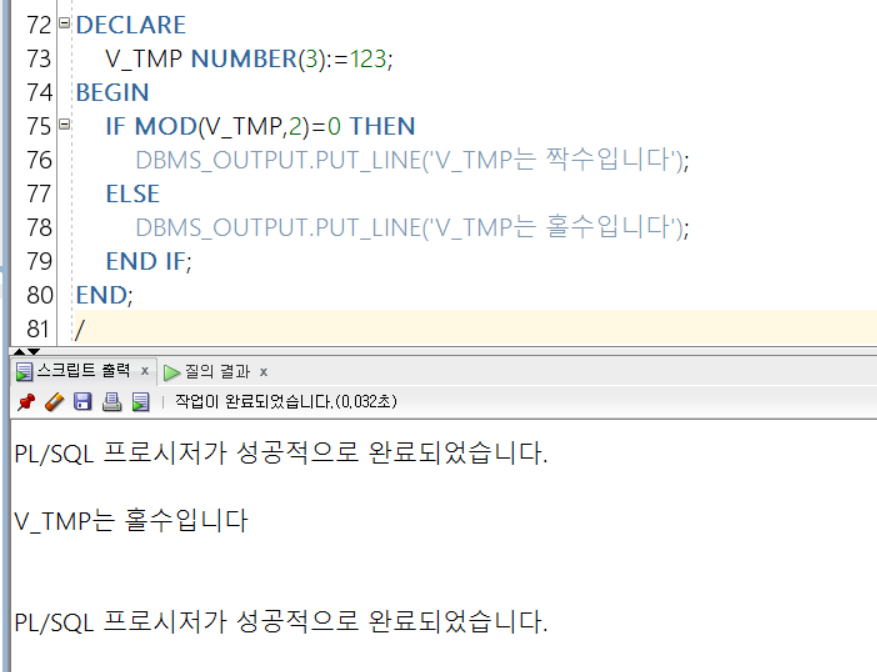 72 DECLARE
73 V_TMP NUMBER(3):=123;
74 BEGIN
75 IF MOD(V_TMP,2)=0 THEN
76 DBMS_OUTPUT.PUT_LINE('V_TMP는 짝수입니다');
77 ELSE
78 DBMS_OUTPUT.PUT_LINE('V_TMP는 홀수입니다');
79 END IF;
80 END;
81 /
스크립트 출력 x 질의 결과 x
작업이 완료되었습니다.(0,032초)
PL/SQL 프로시저가 성공적으로 완료되었습니다.
V_TMP는 홀수입니다
PL/SQL 프로시저가 성공적으로 완료되었습니다.